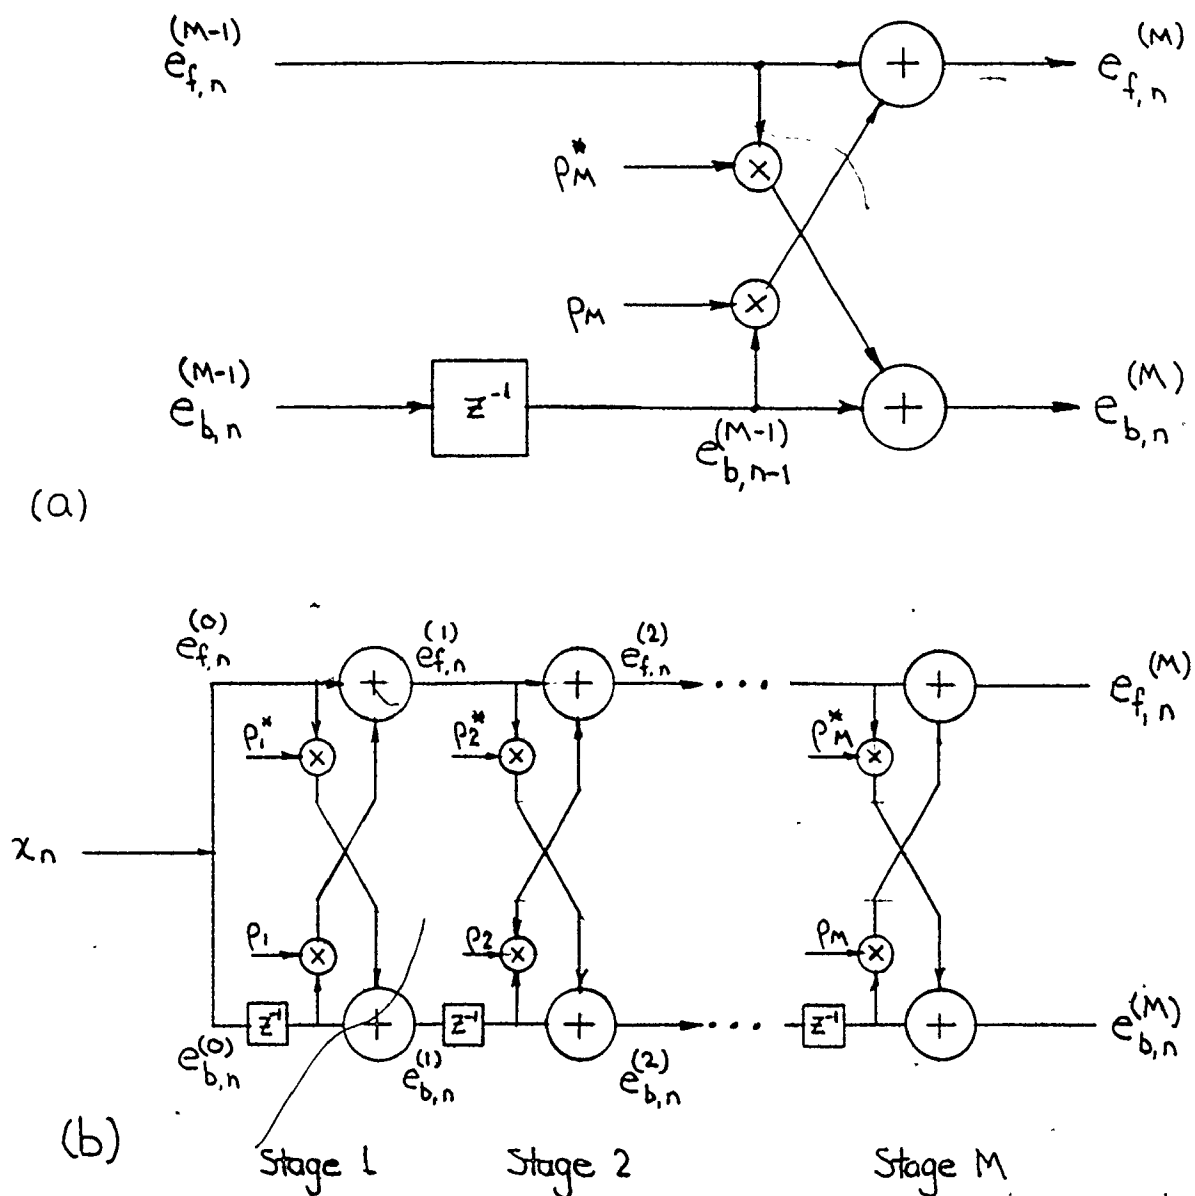 e_{f,n}^{(M-1)}
+
e_{f,n}^{(M)}
ρ_M^*
×
ρ_M
×
e_{b,n}^{(M-1)}
z^{-1}
+
e_{b,n}^{(M)}
e_{b,n-1}^{(M-1)}
(a)
e_{f,n}^{(0)} + e_{f,n}^{(1)} + e_{f,n}^{(2)} ... + e_{f,n}^{(M)}
ρ_1^* × ρ_2^* × ρ_M^* ×
x_n
ρ_1 × ρ_2 × ρ_M ×
z^{-1} + z^{-1} + ... z^{-1} + e_{b,n}^{(M)}
e_{b,n}^{(0)} e_{b,n}^{(1)} e_{b,n}^{(2)}
(b)
Stage 1 Stage 2 Stage M